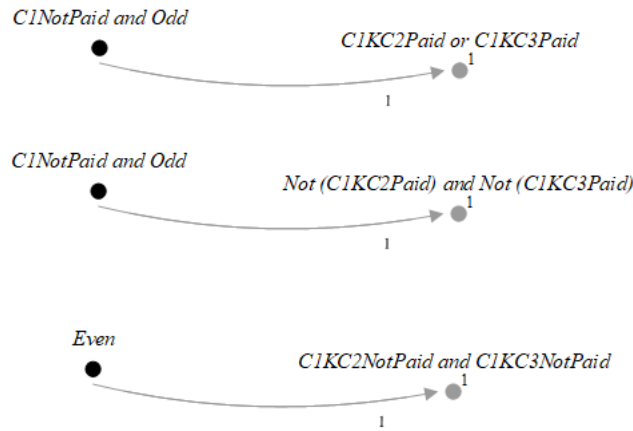 C1NotPaid and Odd
C1KC2Paid or C1KC3Paid
1
1
C1NotPaid and Odd
Not (C1KC2Paid) and Not (C1KC3Paid)
1
1
Even
C1KC2NotPaid and C1KC3NotPaid
1
1